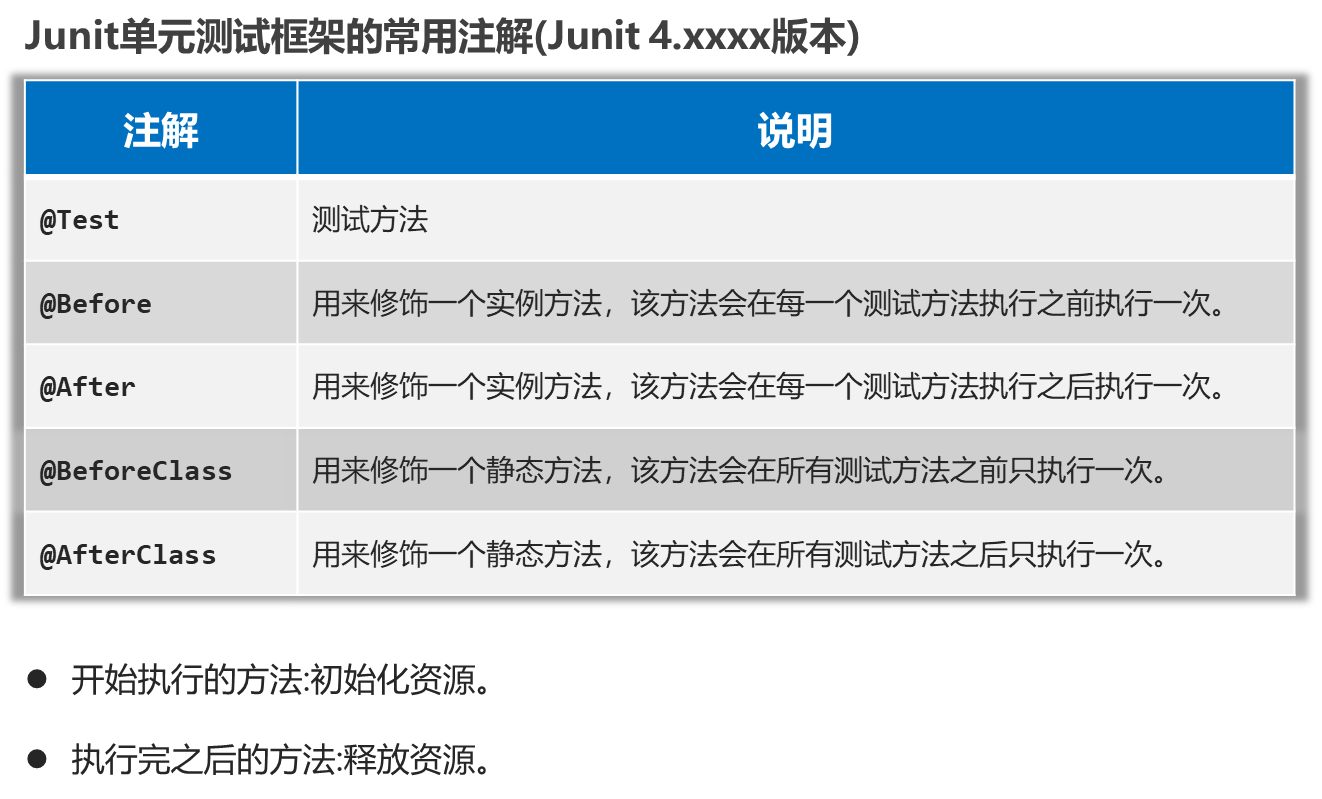 Junit单元测试框架的常用注解(Junit 4.xxxx版本)
注解 说明
@Test 测试方法
@Before 用来修饰一个实例方法，该方法会在每一个测试方法执行之前执行一次。
@After 用来修饰一个实例方法，该方法会在每一个测试方法执行之后执行一次。
@BeforeClass 用来修饰一个静态方法，该方法会在所有测试方法之前只执行一次。
@AfterClass 用来修饰一个静态方法，该方法会在所有测试方法之后只执行一次。
● 开始执行的方法:初始化资源。
● 执行完之后的方法:释放资源。